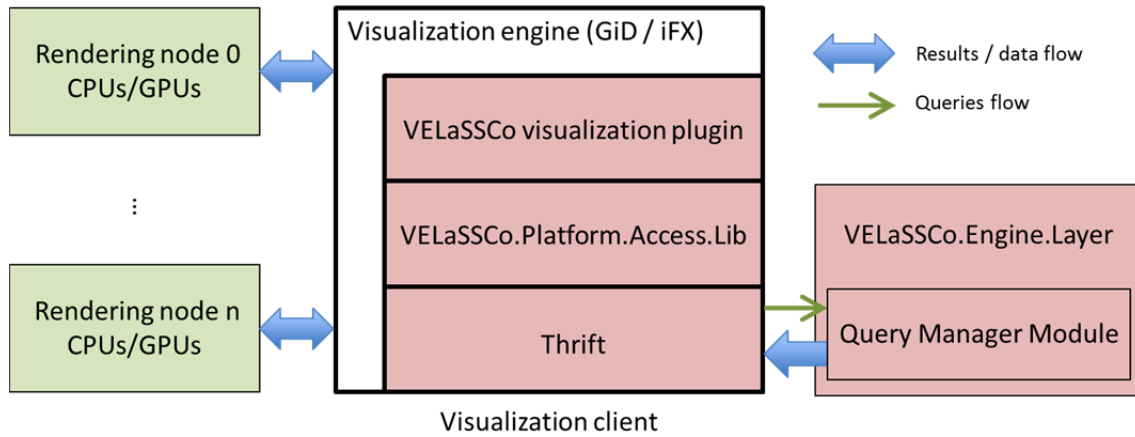 Rendering node 0
CPUs/GPUs
⋮
Rendering node n
CPUs/GPUs
Visualization engine (GiD / iFX)
VELaSSCo visualization plugin
VELaSSCo.Platform.Access.Lib
Thrift
Visualization client
Results / data flow
Queries flow
VELaSSCo.Engine.Layer
Query Manager Module